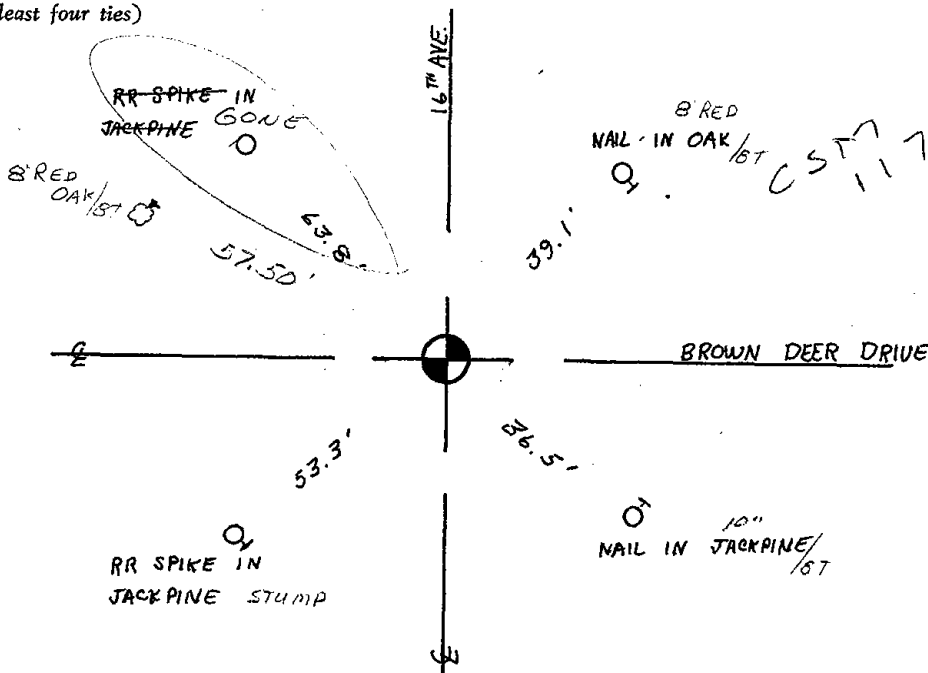 least four ties)
16TH AVE.
RR SPIKE IN
JACKPINE GONE
63.8'
8" RED
OAK/BT
57.50'
8" RED
NAIL IN OAK/BT
CSM 117
39.1'
℄
BROWN DEER DRIVE
53.3'
36.5'
RR SPIKE IN
JACKPINE STUMP
10"
NAIL IN JACKPINE/BT
℄